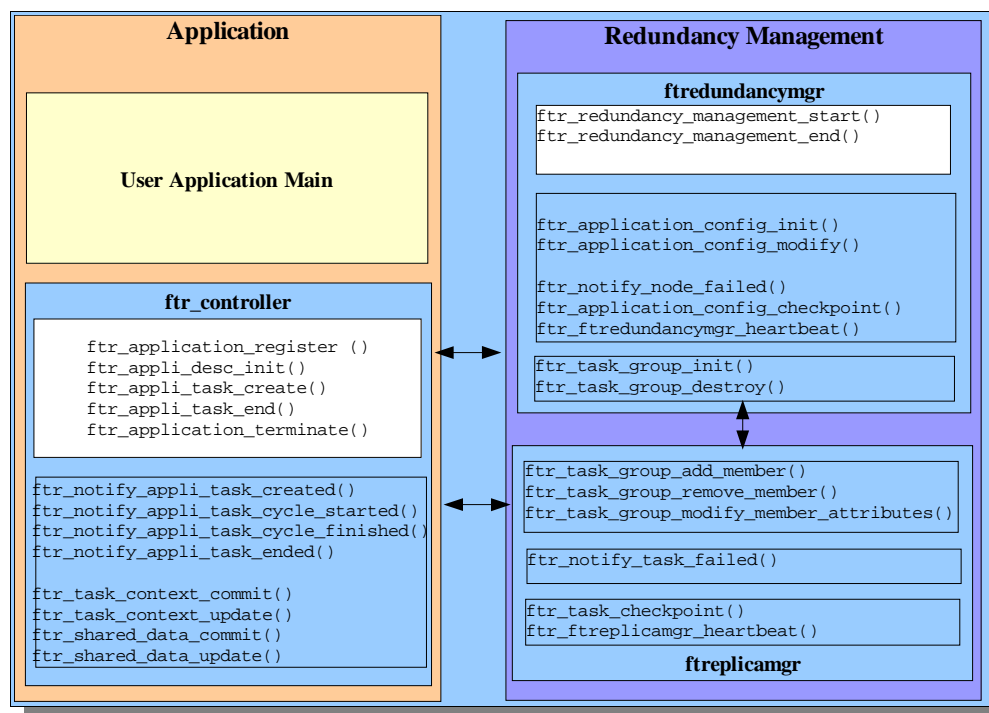 Application
User Application Main
ftr_controller
ftr_application_register ()
ftr_appli_desc_init()
ftr_appli_task_create()
ftr_appli_task_end()
ftr_application_terminate()
ftr_notify_appli_task_created()
ftr_notify_appli_task_cycle_started()
ftr_notify_appli_task_cycle_finished()
ftr_notify_appli_task_ended()
ftr_task_context_commit()
ftr_task_context_update()
ftr_shared_data_commit()
ftr_shared_data_update()
Redundancy Management
ftredundancymgr
ftr_redundancy_management_start()
ftr_redundancy_management_end()
ftr_application_config_init()
ftr_application_config_modify()
ftr_notify_node_failed()
ftr_application_config_checkpoint()
ftr_ftredundancymgr_heartbeat()
ftr_task_group_init()
ftr_task_group_destroy()
ftr_task_group_add_member()
ftr_task_group_remove_member()
ftr_task_group_modify_member_attributes()
ftr_notify_task_failed()
ftr_task_checkpoint()
ftr_ftreplicamgr_heartbeat()
ftreplicamgr